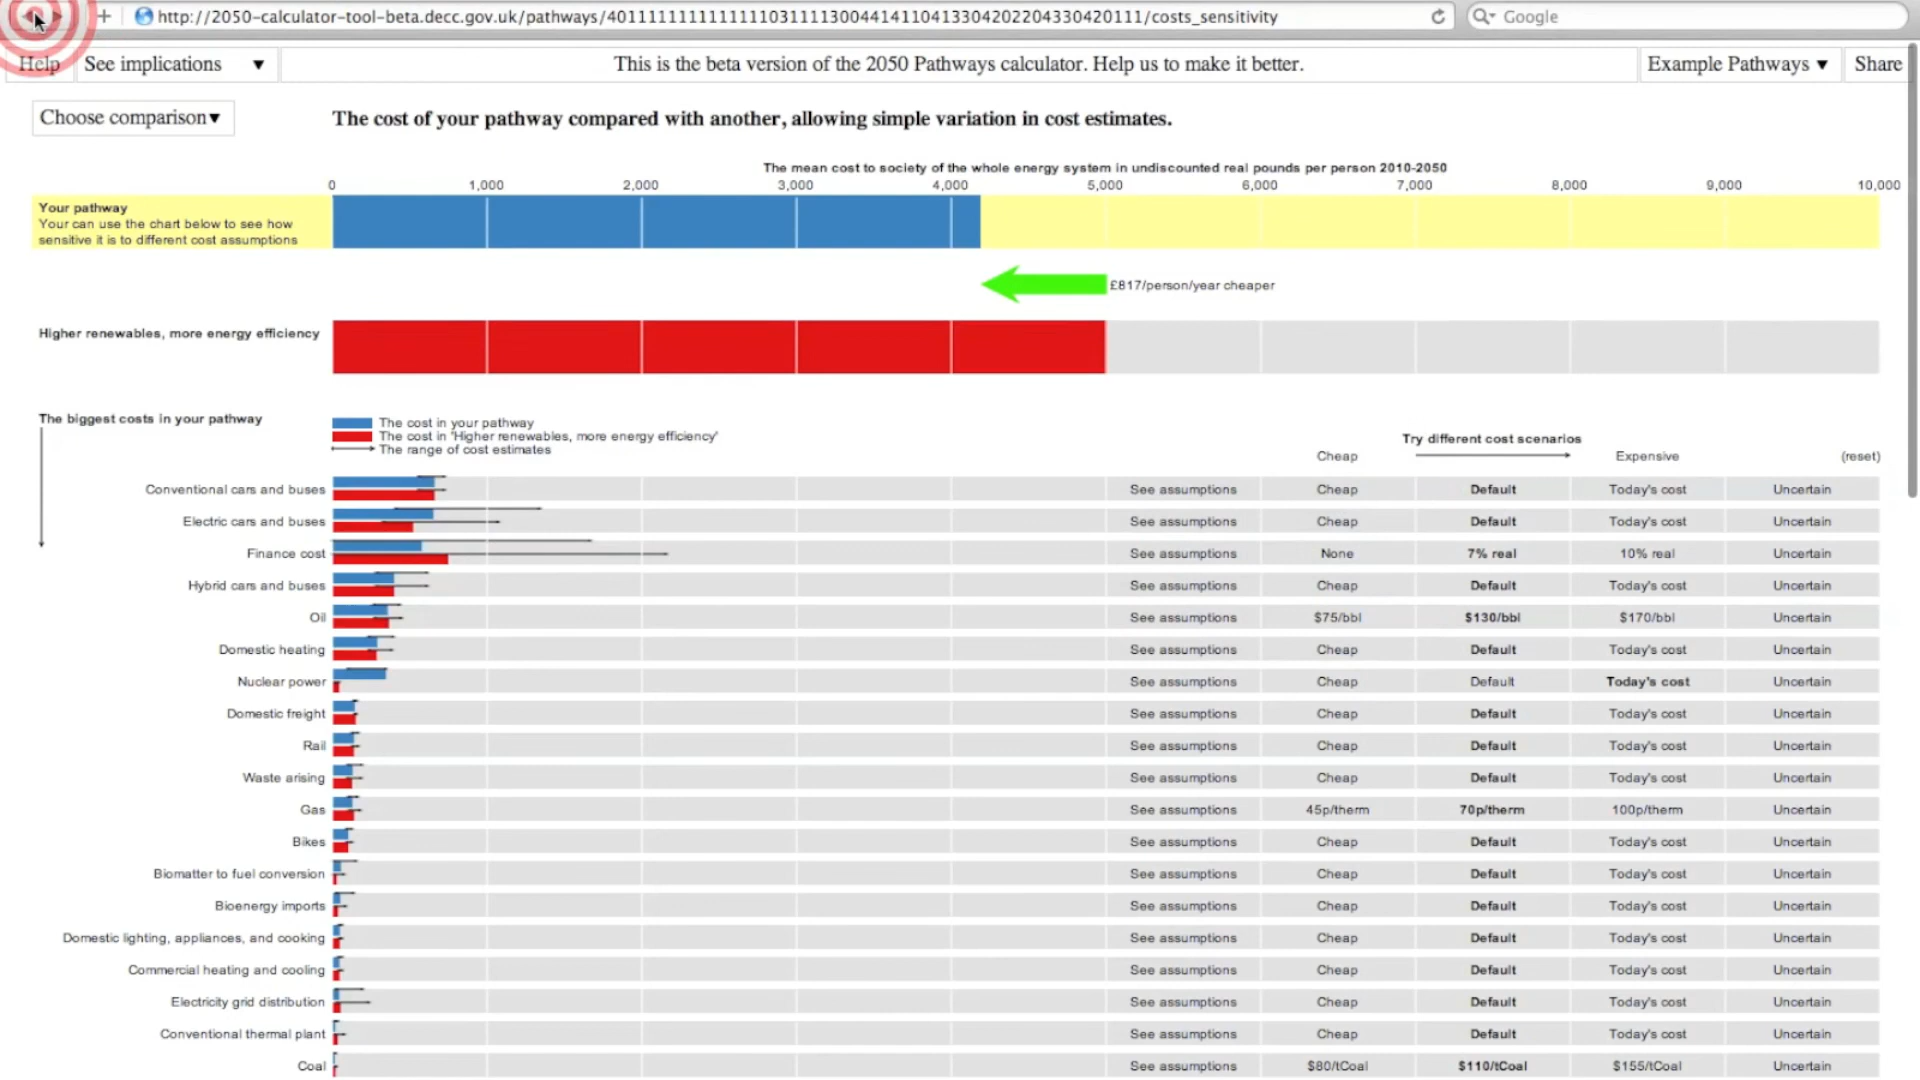 http://2050-calculator-tool-beta.decc.gov.uk/pathways/40111111111111110311113004414110413304202204330420111/costs_sensitivity
Google
Help
See implications ▼
This is the beta version of the 2050 Pathways calculator. Help us to make it better.
Example Pathways ▼
Share
Choose comparison▼
The cost of your pathway compared with another, allowing simple variation in cost estimates.
The mean cost to society of the whole energy system in undiscounted real pounds per person 2010-2050
0 1,000 2,000 3,000 4,000 5,000 6,000 7,000 8,000 9,000 10,000
Your pathway
Your can use the chart below to see how
sensitive it is to different cost assumptions
£817/person/year cheaper
Higher renewables, more energy efficiency
The biggest costs in your pathway
The cost in your pathway
The cost in 'Higher renewables, more energy efficiency'
The range of cost estimates
Try different cost scenarios
Cheap Expensive (reset)
Conventional cars and buses See assumptions Cheap Default Today's cost Uncertain
Electric cars and buses See assumptions Cheap Default Today's cost Uncertain
Finance cost See assumptions None 7% real 10% real Uncertain
Hybrid cars and buses See assumptions Cheap Default Today's cost Uncertain
Oil See assumptions $75/bbl $130/bbl $170/bbl Uncertain
Domestic heating See assumptions Cheap Default Today's cost Uncertain
Nuclear power See assumptions Cheap Default Today's cost Uncertain
Domestic freight See assumptions Cheap Default Today's cost Uncertain
Rail See assumptions Cheap Default Today's cost Uncertain
Waste arising See assumptions Cheap Default Today's cost Uncertain
Gas See assumptions 45p/therm 70p/therm 100p/therm Uncertain
Bikes See assumptions Cheap Default Today's cost Uncertain
Biomatter to fuel conversion See assumptions Cheap Default Today's cost Uncertain
Bioenergy imports See assumptions Cheap Default Today's cost Uncertain
Domestic lighting, appliances, and cooking See assumptions Cheap Default Today's cost Uncertain
Commercial heating and cooling See assumptions Cheap Default Today's cost Uncertain
Electricity grid distribution See assumptions Cheap Default Today's cost Uncertain
Conventional thermal plant See assumptions Cheap Default Today's cost Uncertain
Coal See assumptions $80/tCoal $110/tCoal $155/tCoal Uncertain